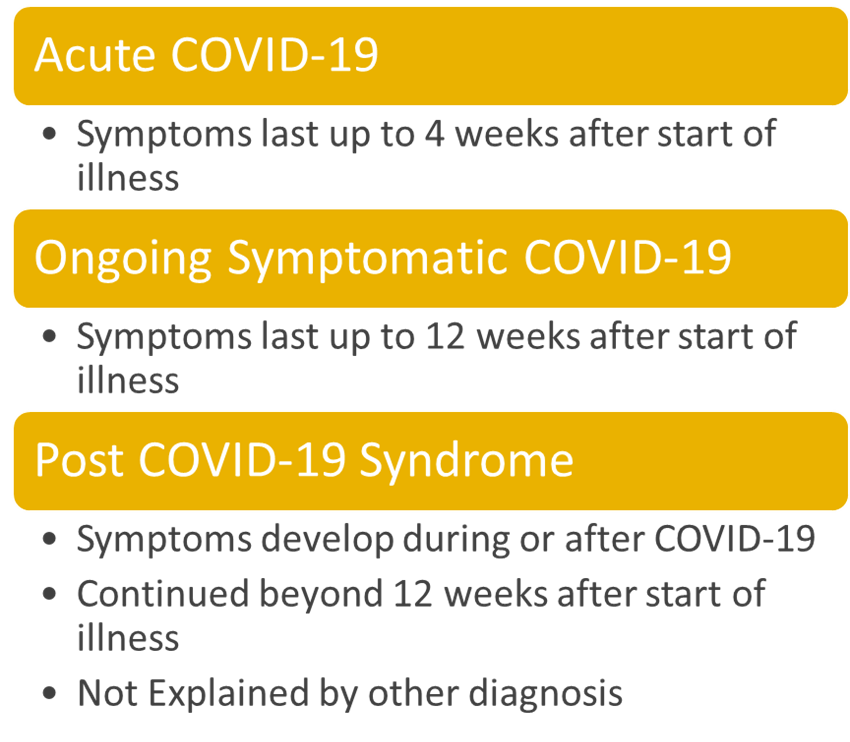 Acute COVID-19
• Symptoms last up to 4 weeks after start of
illness
Ongoing Symptomatic COVID-19
• Symptoms last up to 12 weeks after start of
illness
Post COVID-19 Syndrome
• Symptoms develop during or after COVID-19
• Continued beyond 12 weeks after start of
illness
• Not Explained by other diagnosis